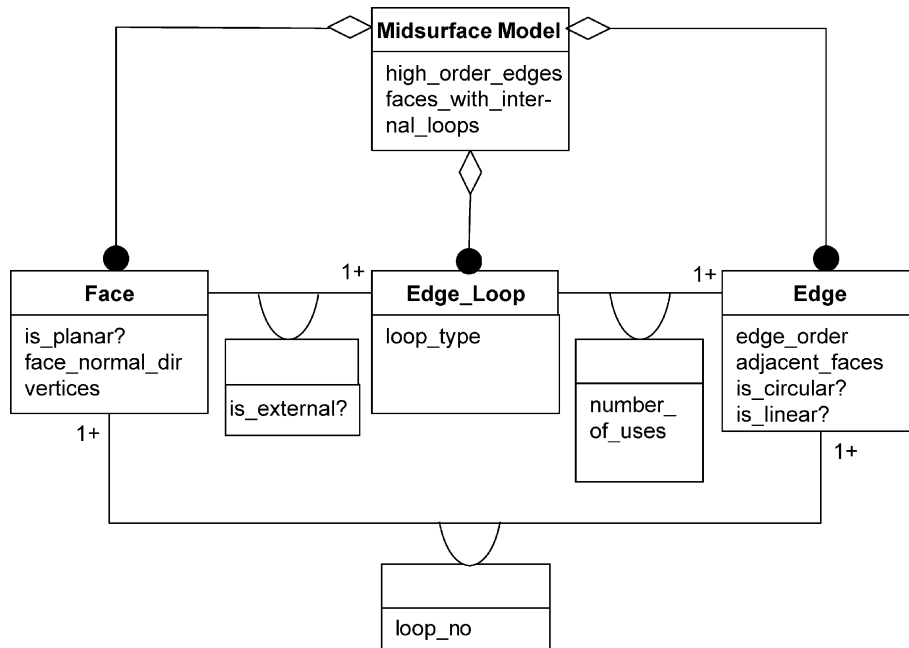 Midsurface Model
high_order_edges
faces_with_inter-
nal_loops
1+
1+
Face
Edge_Loop
Edge
is_planar?
face_normal_dir
vertices
loop_type
edge_order
adjacent_faces
is_circular?
is_linear?
is_external?
number_
of_uses
1+
1+
loop_no